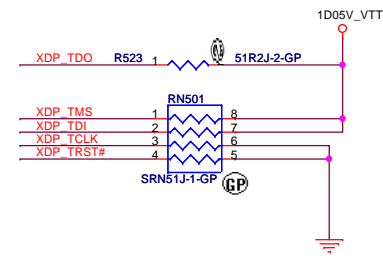 1D05V_VTT
XDP_TDO R523 1 51R2J-2-GP
RN501
XDP_TMS 1 8
XDP_TDI 2 7
XDP_TCLK 3 6
XDP_TRST# 4 5
SRN51J-1-GP GP